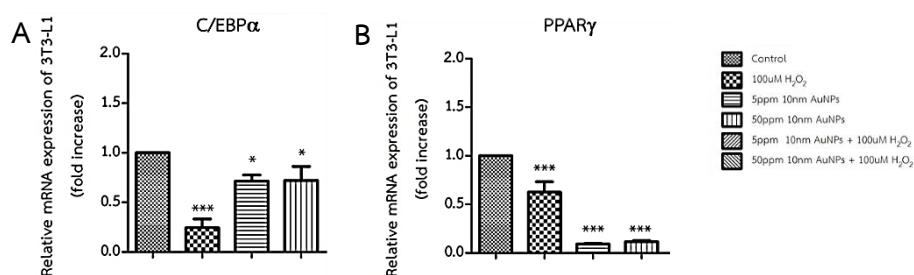 A
C/EBPα
Relative mRNA expression of 3T3-L1
(fold increase)
2.0
1.5
1.0
0.5
0.0
***
*
*
B
PPARγ
Relative mRNA expression of 3T3-L1
(fold increase)
2.0
1.5
1.0
0.5
0.0
***
***
***
Control
100uM H₂O₂
5ppm 10nm AuNPs
50ppm 10nm AuNPs
5ppm 10nm AuNPs + 100uM H₂O₂
50ppm 10nm AuNPs + 100uM H₂O₂